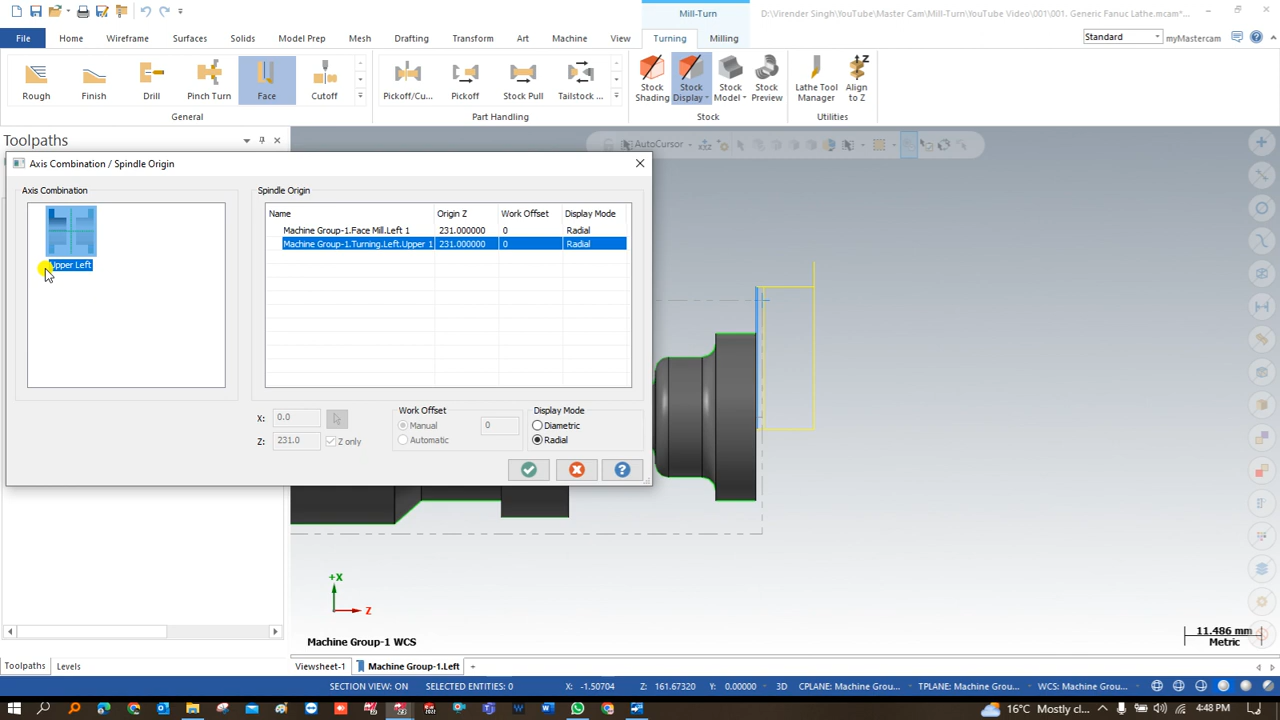 Mill-Turn
D:\Virender Singh\YouTube\Master Cam\Mill-Turn\YouTube Video\001\001. Generic Fanuc Lathe.mcam*...
File Home Wireframe Surfaces Solids Model Prep Mesh Drafting Transform Art Machine View Turning Milling
Standard myMastercam
Rough Finish Drill Pinch Turn Face Cutoff Pickoff/Cu... Pickoff Stock Pull Tailstock ...
Stock Shading Stock Display Stock Model Stock Preview Lathe Tool Manager Align to Z
General Part Handling Stock Utilities
Toolpaths
AutoCursor
Axis Combination / Spindle Origin
Axis Combination
Spindle Origin
Name Origin Z Work Offset Display Mode
Machine Group-1.Face Mill.Left 1 231.000000 0 Radial
Machine Group-1.Turning.Left.Upper 1 231.000000 0 Radial
Upper Left
X: 0.0
Z: 231.0 Z only
Work Offset
Manual 0
Automatic
Display Mode
Diametric
Radial
+X
Z
Machine Group-1 WCS
11.486 mm
Metric
Toolpaths Levels
Viewsheet-1 Machine Group-1.Left +
SECTION VIEW: ON SELECTED ENTITIES: 0 X: -1.50704 Z: 161.67320 Y: 0.00000 3D CPLANE: Machine Grou... TPLANE: Machine Grou... WCS: Machine Grou...
16°C Mostly clou... ENG 4:48 PM